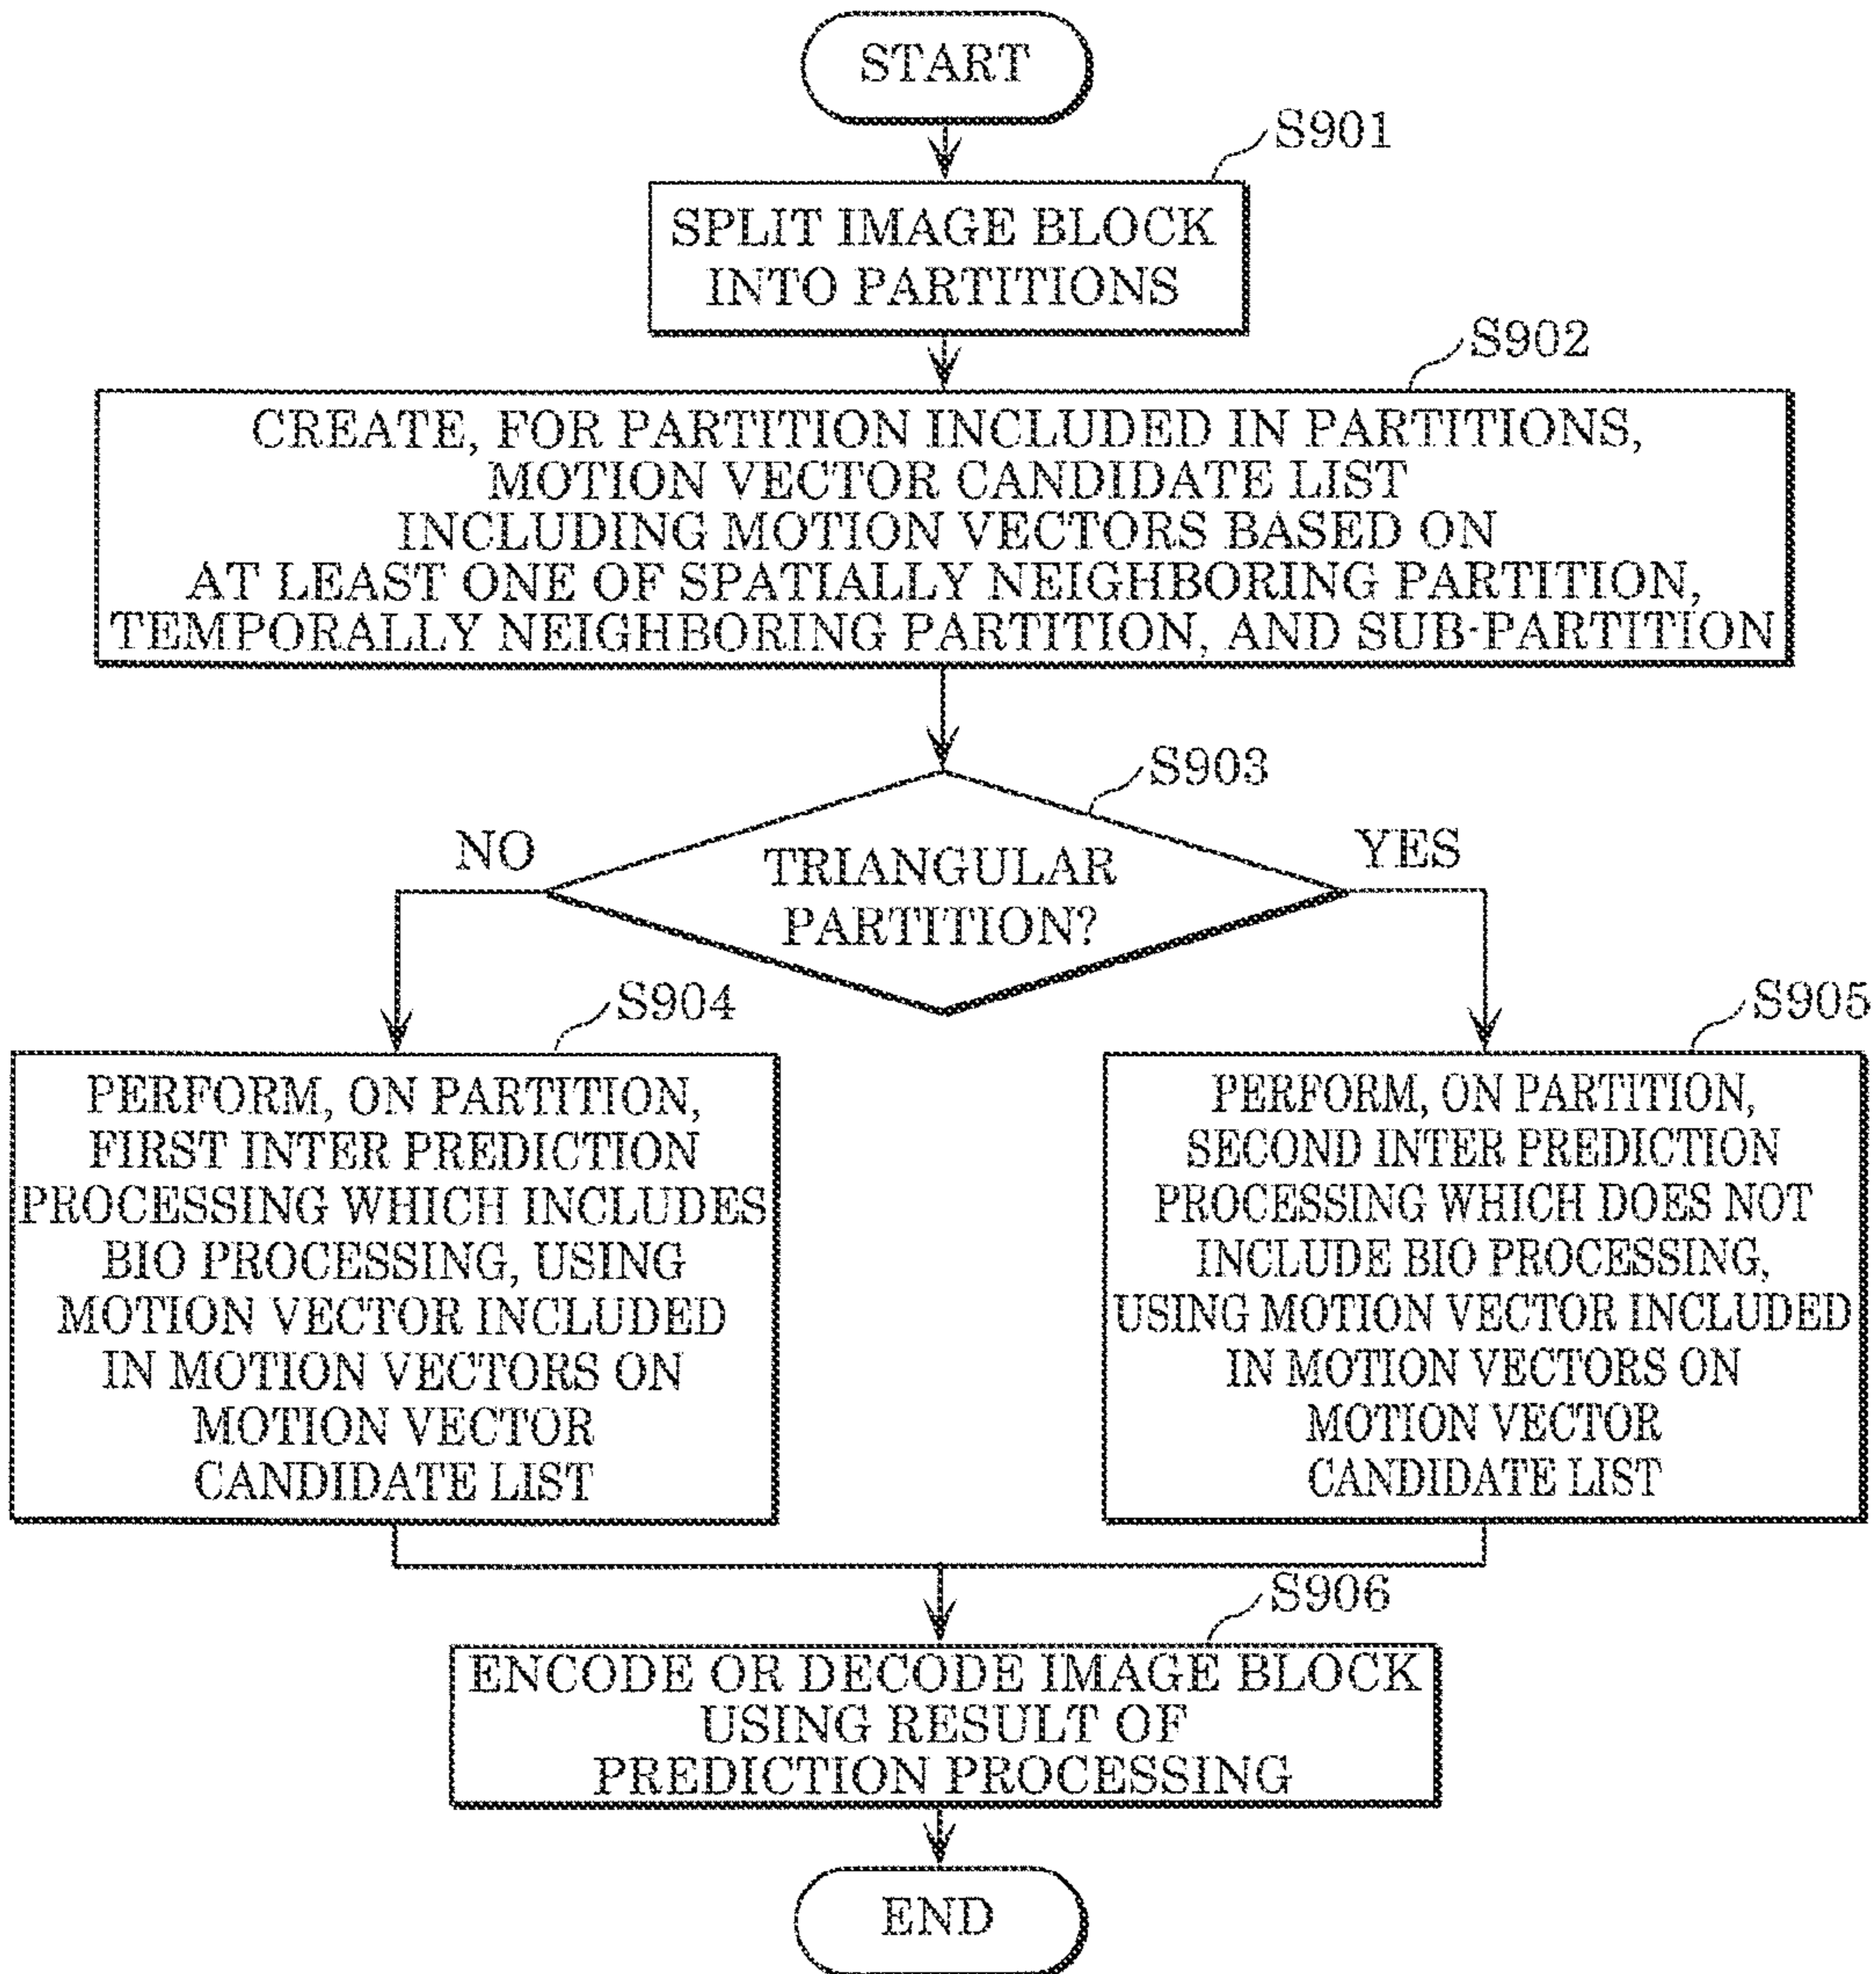 START
S901
SPLIT IMAGE BLOCK
INTO PARTITIONS
S902
CREATE, FOR PARTITION INCLUDED IN PARTITIONS,
MOTION VECTOR CANDIDATE LIST
INCLUDING MOTION VECTORS BASED ON
AT LEAST ONE OF SPATIALLY NEIGHBORING PARTITION,
TEMPORALLY NEIGHBORING PARTITION, AND SUB-PARTITION
S903
NO
TRIANGULAR
PARTITION?
YES
S904
PERFORM, ON PARTITION,
FIRST INTER PREDICTION
PROCESSING WHICH INCLUDES
BIO PROCESSING, USING
MOTION VECTOR INCLUDED
IN MOTION VECTORS ON
MOTION VECTOR
CANDIDATE LIST
S905
PERFORM, ON PARTITION,
SECOND INTER PREDICTION
PROCESSING WHICH DOES NOT
INCLUDE BIO PROCESSING,
USING MOTION VECTOR INCLUDED
IN MOTION VECTORS ON
MOTION VECTOR
CANDIDATE LIST
S906
ENCODE OR DECODE IMAGE BLOCK
USING RESULT OF
PREDICTION PROCESSING
END